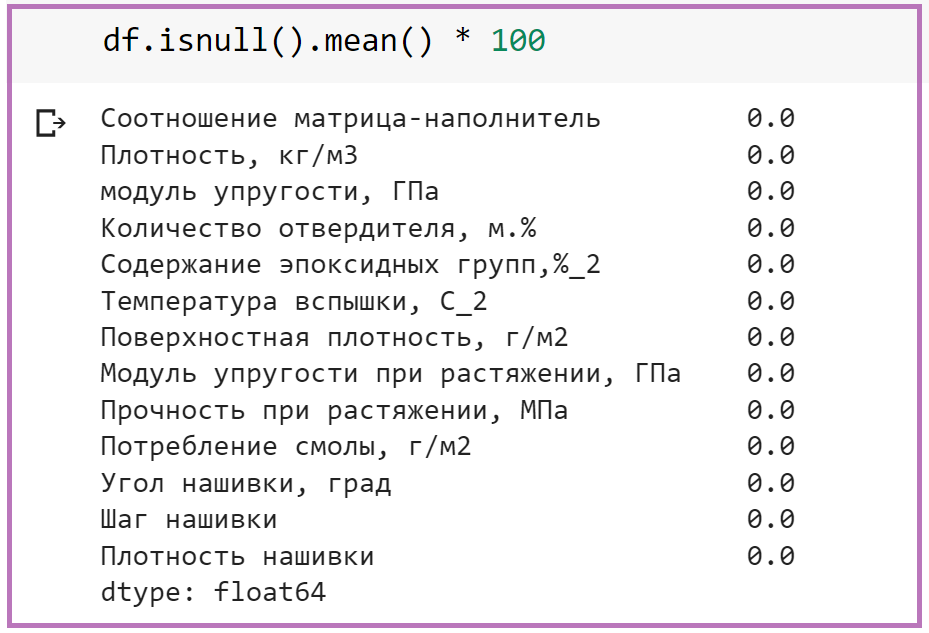 df.isnull().mean() * 100
Соотношение матрица-наполнитель 0.0
Плотность, кг/м3 0.0
модуль упругости, ГПа 0.0
Количество отвердителя, м.% 0.0
Содержание эпоксидных групп,%_2 0.0
Температура вспышки, С_2 0.0
Поверхностная плотность, г/м2 0.0
Модуль упругости при растяжении, ГПа 0.0
Прочность при растяжении, МПа 0.0
Потребление смолы, г/м2 0.0
Угол нашивки, град 0.0
Шаг нашивки 0.0
Плотность нашивки 0.0
dtype: float64